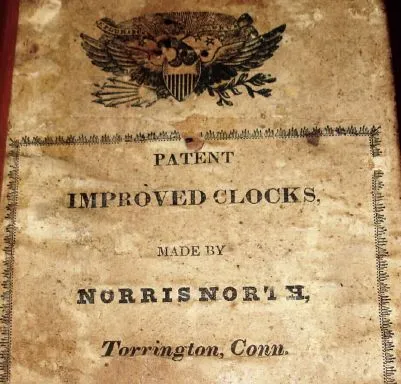 PATENT
IMPROVED CLOCKS,
MADE BY
NORRIS NORTH,
Torrington, Conn.